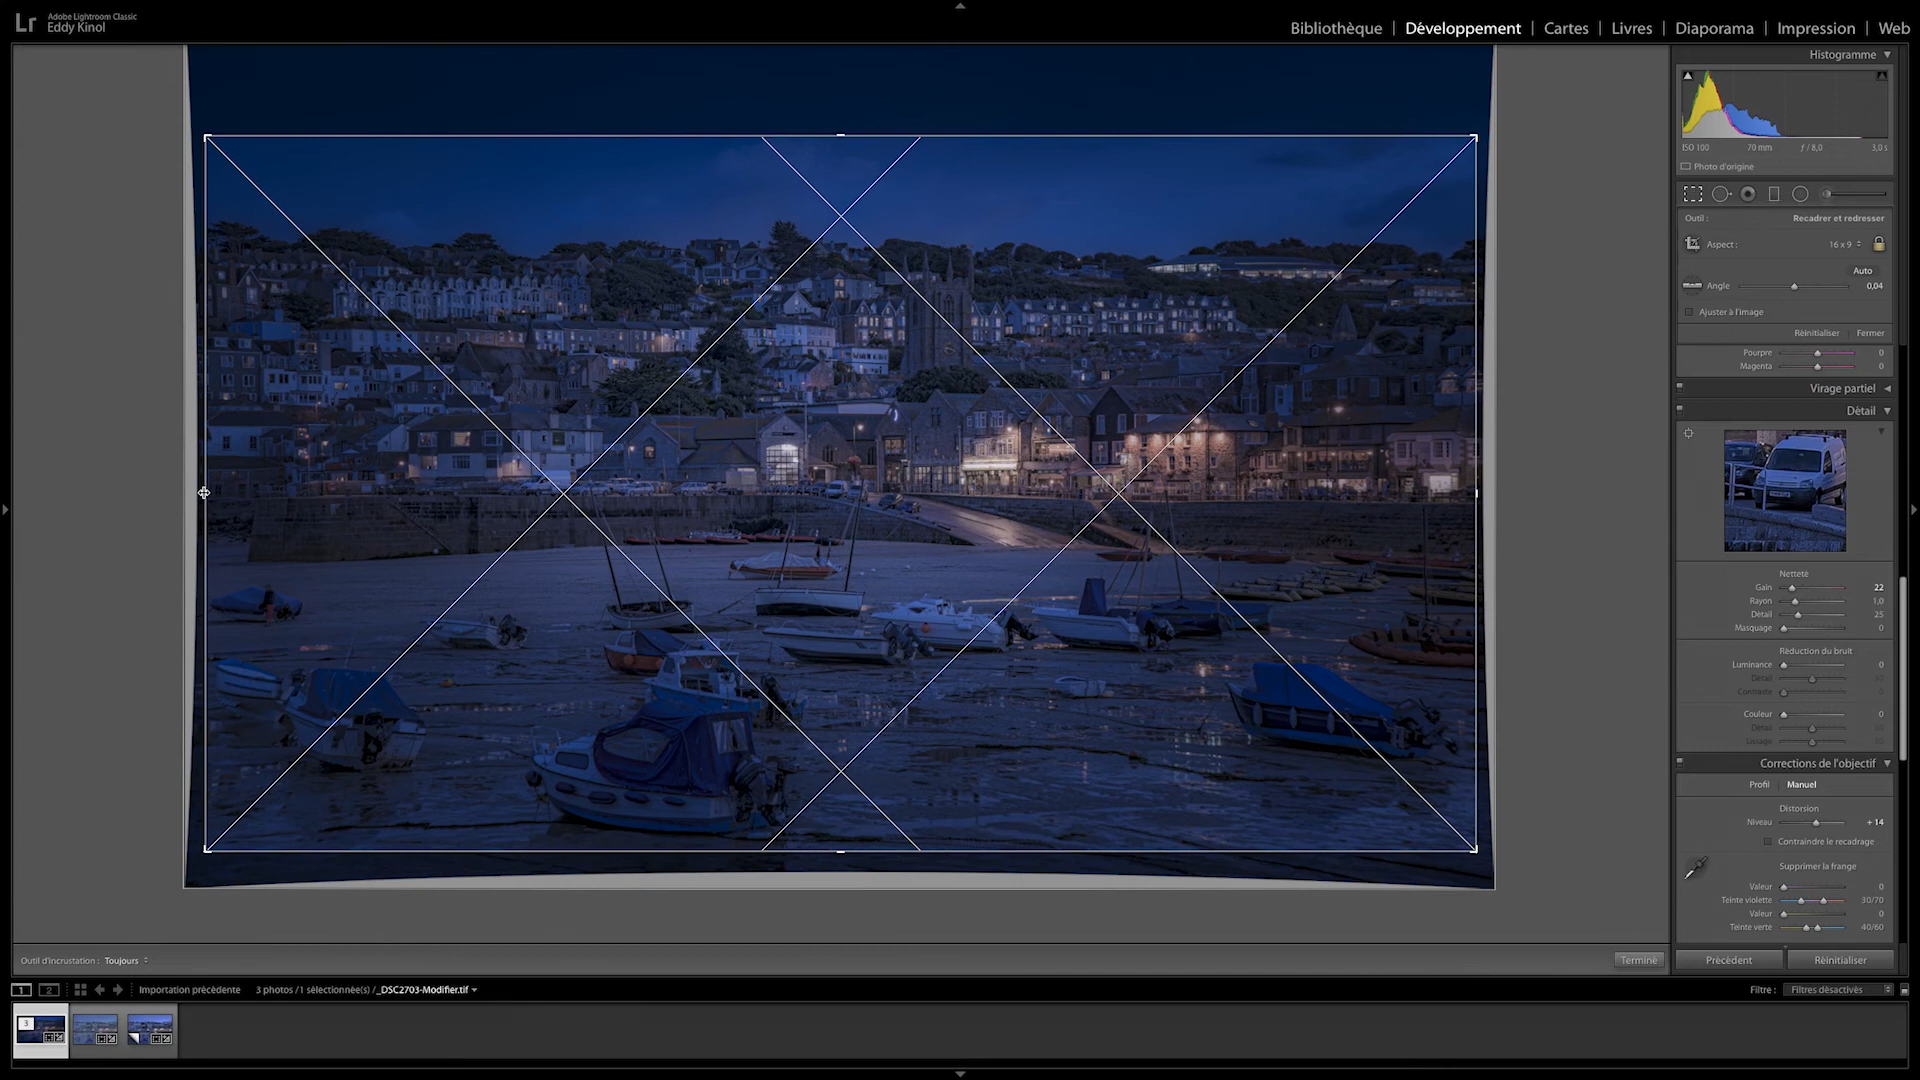 Lr
Adobe Lightroom Classic
Eddy Kinol
Bibliothèque | Développement | Cartes | Livres | Diaporama | Impression | Web
Histogramme
ISO 100 70 mm ƒ / 8,0 3,0 s
Photo d'origine
Outil : Recadrer et redresser
Aspect : 16 x 9
Auto
Angle 0,04
Ajuster à l'image
Réinitialiser Fermer
Pourpre 0
Magenta 0
Virage partiel
Détail
Netteté
Gain 22
Rayon 1,0
Détail 25
Masquage 0
Réduction du bruit
Luminance 0
Détail
Contraste 0
Couleur 0
Détail
Lissage
Corrections de l'objectif
Profil Manuel
Distorsion
Niveau + 14
Contraindre le recadrage
Supprimer la frange
Valeur 0
Teinte violette 30/70
Valeur 0
Teinte verte 40/60
Outil d'incrustation : Toujours
Terminé
Précédent Réinitialiser
1 2 Importation précédente 3 photos /1 sélectionnée(s) /_DSC2703-Modifier.tif
Filtre : Filtres désactivés
3